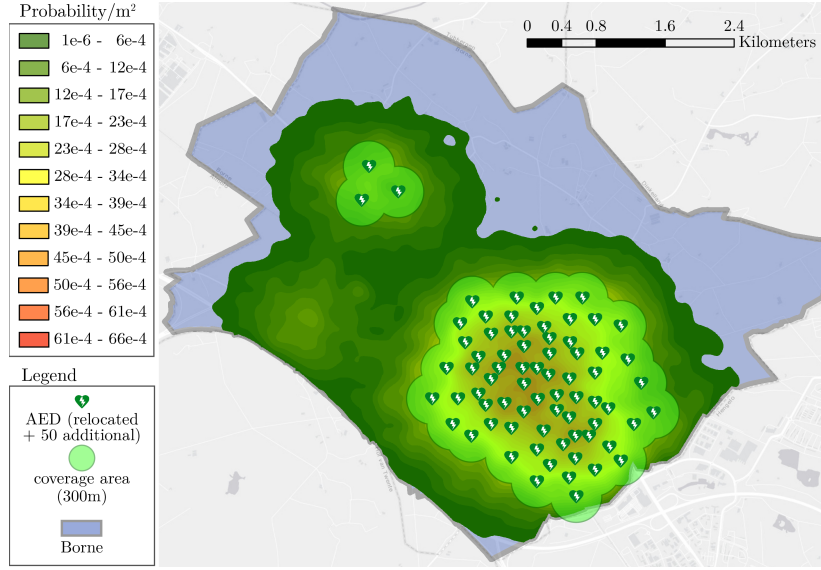 Probability/m²
1e-6 - 6e-4
6e-4 - 12e-4
12e-4 - 17e-4
17e-4 - 23e-4
23e-4 - 28e-4
28e-4 - 34e-4
34e-4 - 39e-4
39e-4 - 45e-4
45e-4 - 50e-4
50e-4 - 56e-4
56e-4 - 61e-4
61e-4 - 66e-4
Legend
AED (relocated
+ 50 additional)
coverage area
(300m)
Borne
0 0.4 0.8 1.6 2.4
Kilometers